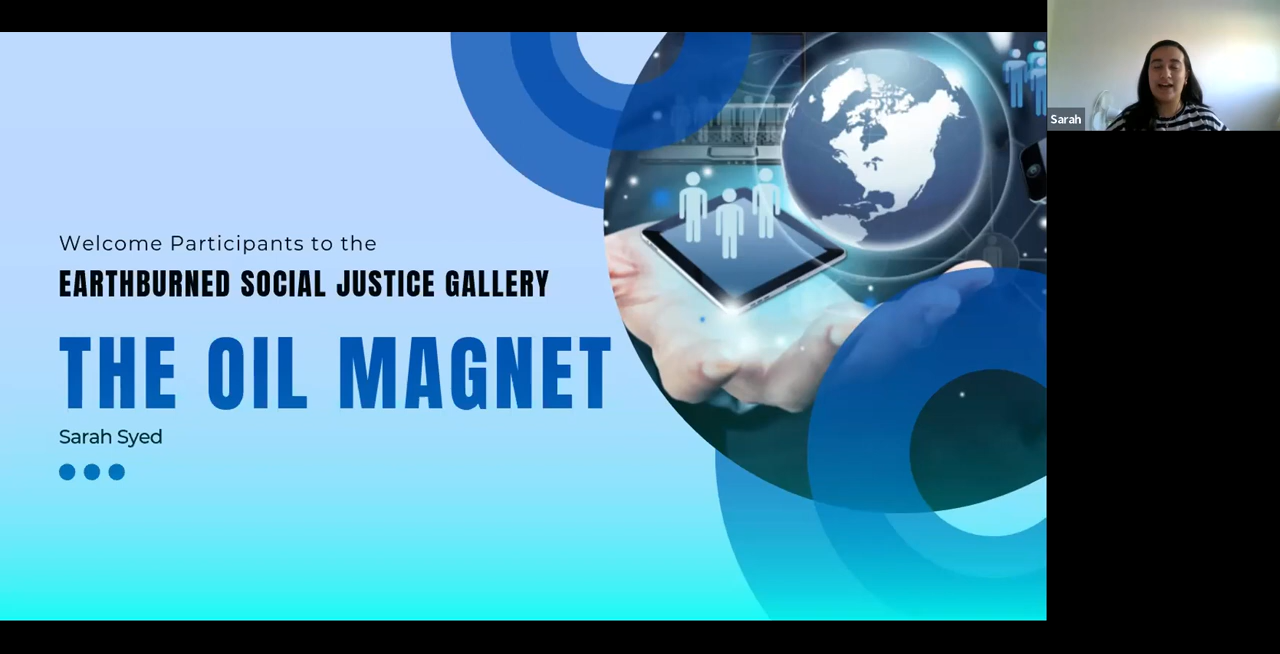 Welcome Participants to the
EARTHBURNED SOCIAL JUSTICE GALLERY
THE OIL MAGNET
Sarah Syed
Sarah